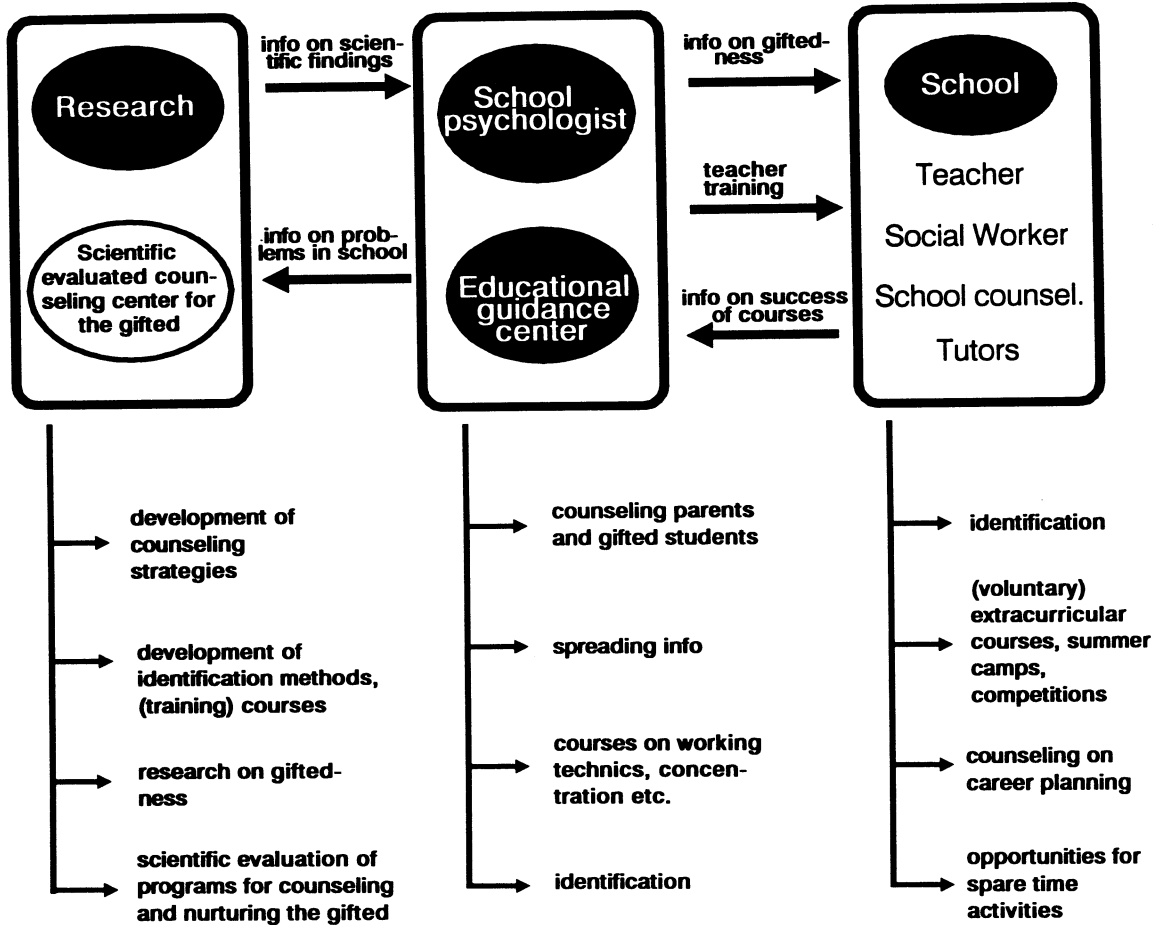 Research
Scientific
evaluated coun-
seling center for
the gifted
info on scien-
tific findings
info on prob-
lems in school
School
psychologist
Educational
guidance
center
info on gifted-
ness
teacher
training
info on success
of courses
School
Teacher
Social Worker
School counsel.
Tutors
development of
counseling
strategies
development of
identification methods,
(training) courses
research on gifted-
ness
scientific evaluation of
programs for counseling
and nurturing the gifted
counseling parents
and gifted students
spreading info
courses on working
technics, concen-
tration etc.
identification
identification
(voluntary)
extracurricular
courses, summer
camps,
competitions
counseling on
career planning
opportunities for
spare time
activities